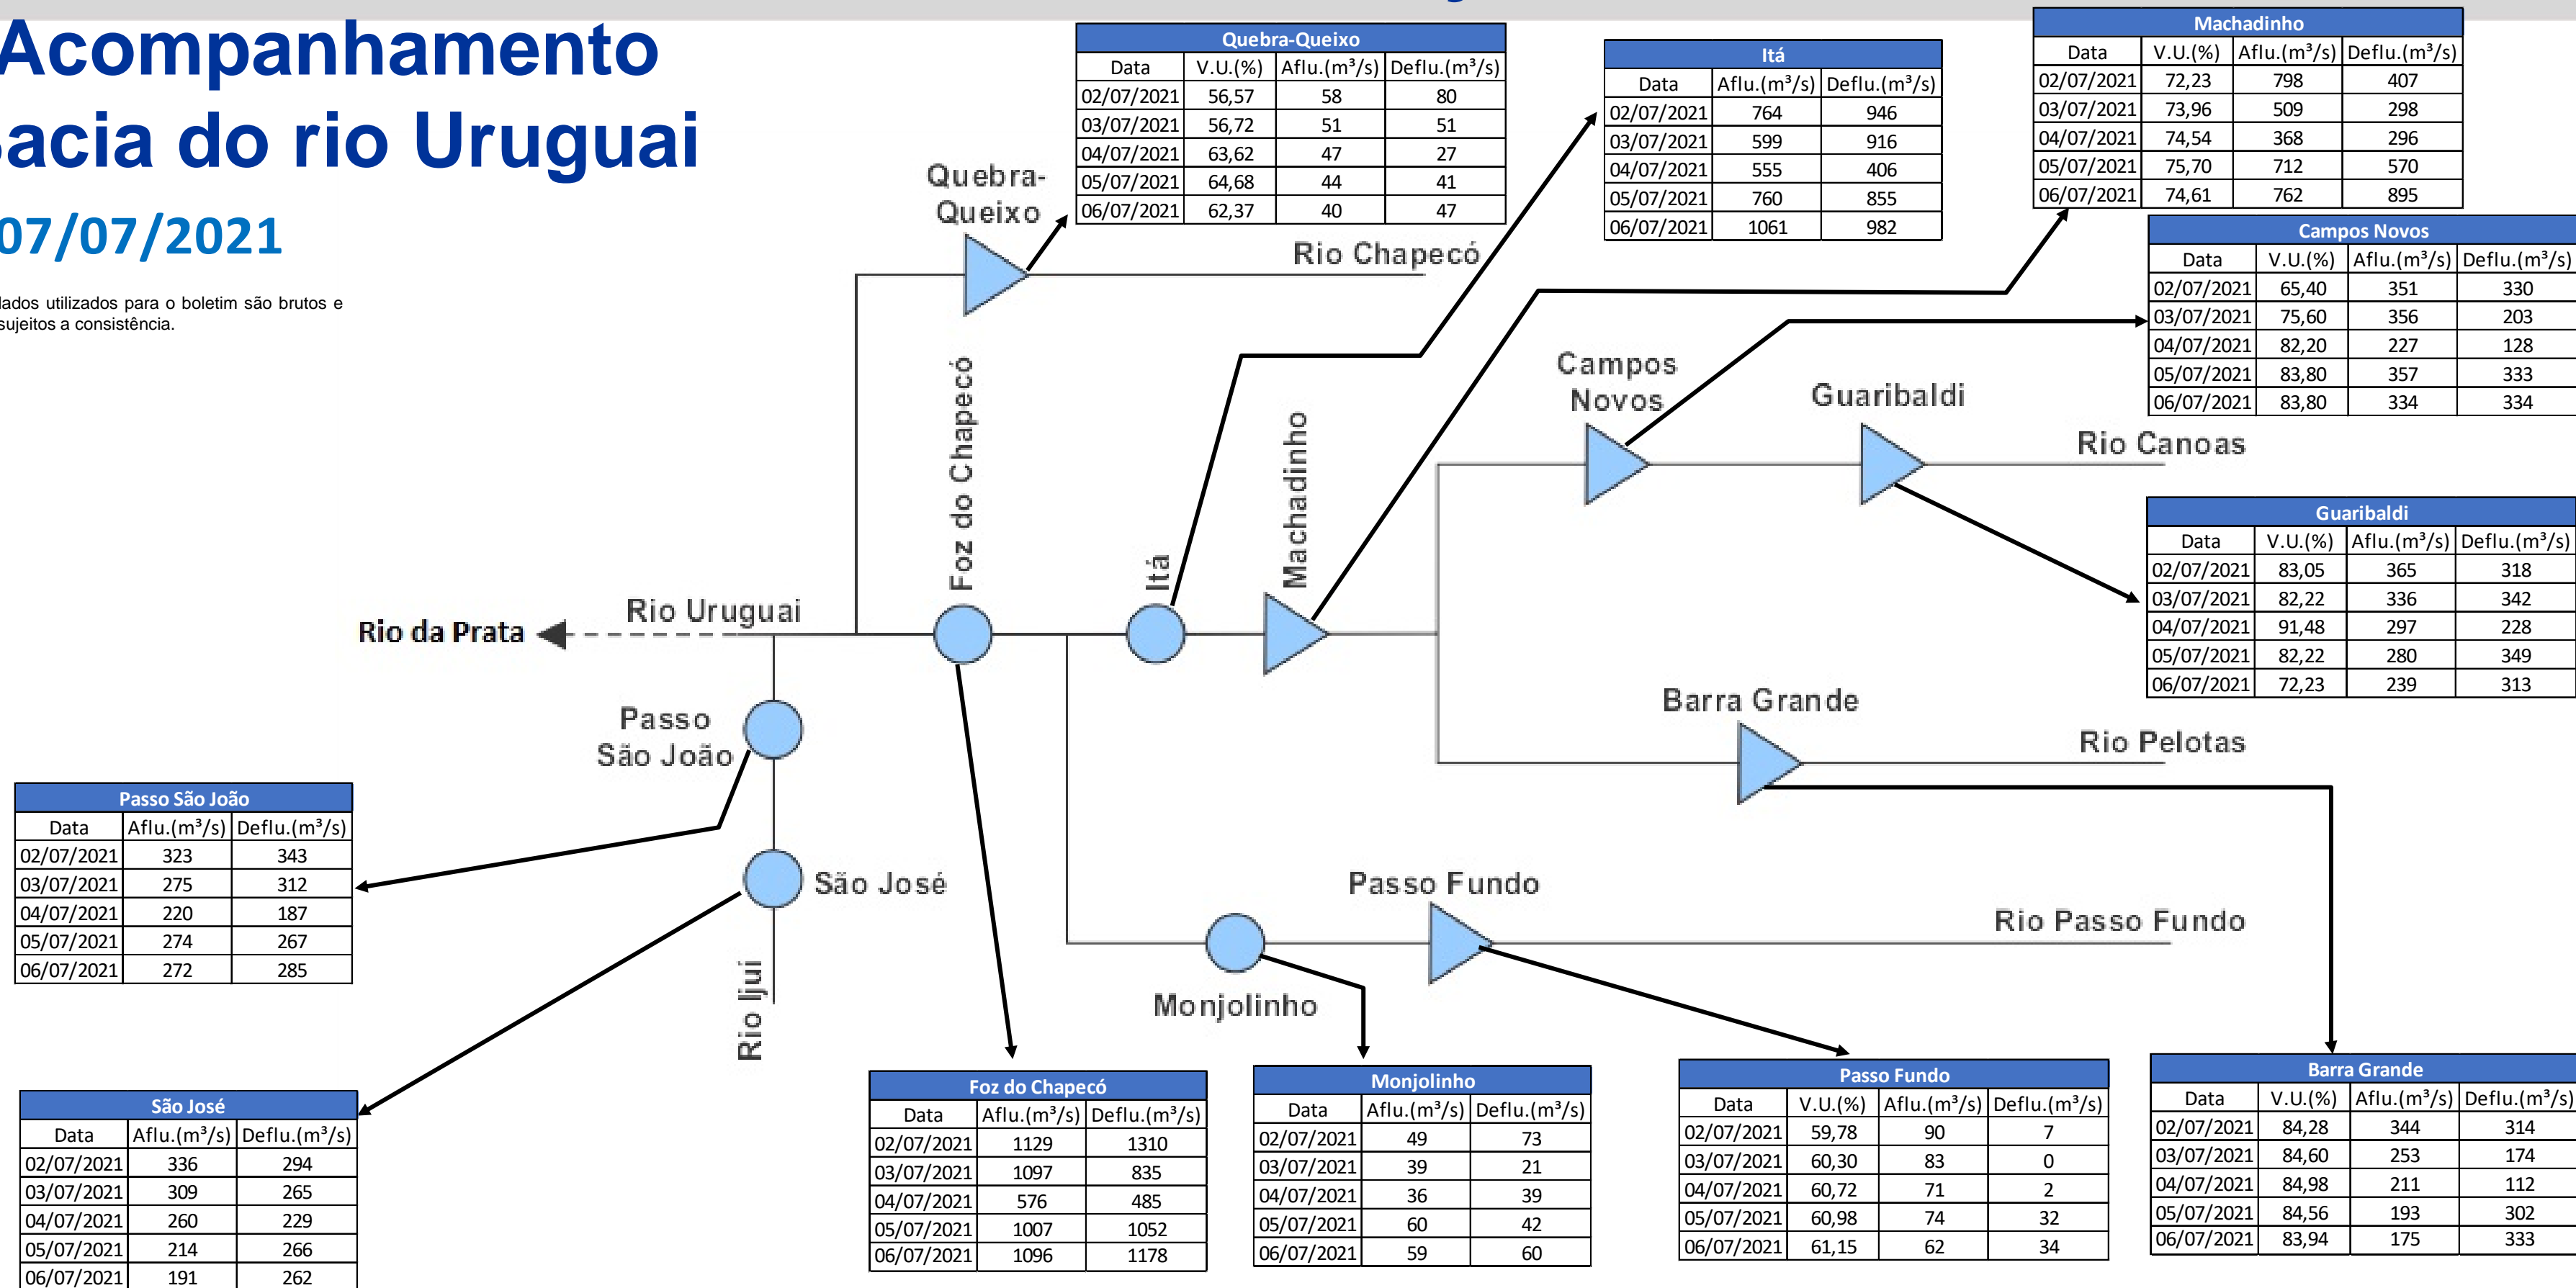 Acompanhamento
acia do rio Uruguai
07/07/2021
dados utilizados para o boletim são brutos e
sujeitos a consistência.
Quebra-Queixo
Data V.U.(%) Aflu.(m³/s) Deflu.(m³/s)
02/07/2021 56,57 58 80
03/07/2021 56,72 51 51
04/07/2021 63,62 47 27
05/07/2021 64,68 44 41
06/07/2021 62,37 40 47
Itá
Data Aflu.(m³/s) Deflu.(m³/s)
02/07/2021 764 946
03/07/2021 599 916
04/07/2021 555 406
05/07/2021 760 855
06/07/2021 1061 982
Machadinho
Data V.U.(%) Aflu.(m³/s) Deflu.(m³/s)
02/07/2021 72,23 798 407
03/07/2021 73,96 509 298
04/07/2021 74,54 368 296
05/07/2021 75,70 712 570
06/07/2021 74,61 762 895
Campos Novos
Data V.U.(%) Aflu.(m³/s) Deflu.(m³/s)
02/07/2021 65,40 351 330
03/07/2021 75,60 356 203
04/07/2021 82,20 227 128
05/07/2021 83,80 357 333
06/07/2021 83,80 334 334
Quebra-
Queixo
Rio Chapecó
Foz do Chapecó
Itá
Machadinho
Campos
Novos
Guaribaldi
Rio Canoas
Guaribaldi
Data V.U.(%) Aflu.(m³/s) Deflu.(m³/s)
02/07/2021 83,05 365 318
03/07/2021 82,22 336 342
04/07/2021 91,48 297 228
05/07/2021 82,22 280 349
06/07/2021 72,23 239 313
Rio da Prata
Rio Uruguai
Passo
São João
Barra Grande
Rio Pelotas
Passo São João
Data Aflu.(m³/s) Deflu.(m³/s)
02/07/2021 323 343
03/07/2021 275 312
04/07/2021 220 187
05/07/2021 274 267
06/07/2021 272 285
São José
Rio Ijuí
Passo Fundo
Rio Passo Fundo
Monjolinho
São José
Data Aflu.(m³/s) Deflu.(m³/s)
02/07/2021 336 294
03/07/2021 309 265
04/07/2021 260 229
05/07/2021 214 266
06/07/2021 191 262
Foz do Chapecó
Data Aflu.(m³/s) Deflu.(m³/s)
02/07/2021 1129 1310
03/07/2021 1097 835
04/07/2021 576 485
05/07/2021 1007 1052
06/07/2021 1096 1178
Monjolinho
Data Aflu.(m³/s) Deflu.(m³/s)
02/07/2021 49 73
03/07/2021 39 21
04/07/2021 36 39
05/07/2021 60 42
06/07/2021 59 60
Passo Fundo
Data V.U.(%) Aflu.(m³/s) Deflu.(m³/s)
02/07/2021 59,78 90 7
03/07/2021 60,30 83 0
04/07/2021 60,72 71 2
05/07/2021 60,98 74 32
06/07/2021 61,15 62 34
Barra Grande
Data V.U.(%) Aflu.(m³/s) Deflu.(m³/s)
02/07/2021 84,28 344 314
03/07/2021 84,60 253 174
04/07/2021 84,98 211 112
05/07/2021 84,56 193 302
06/07/2021 83,94 175 333